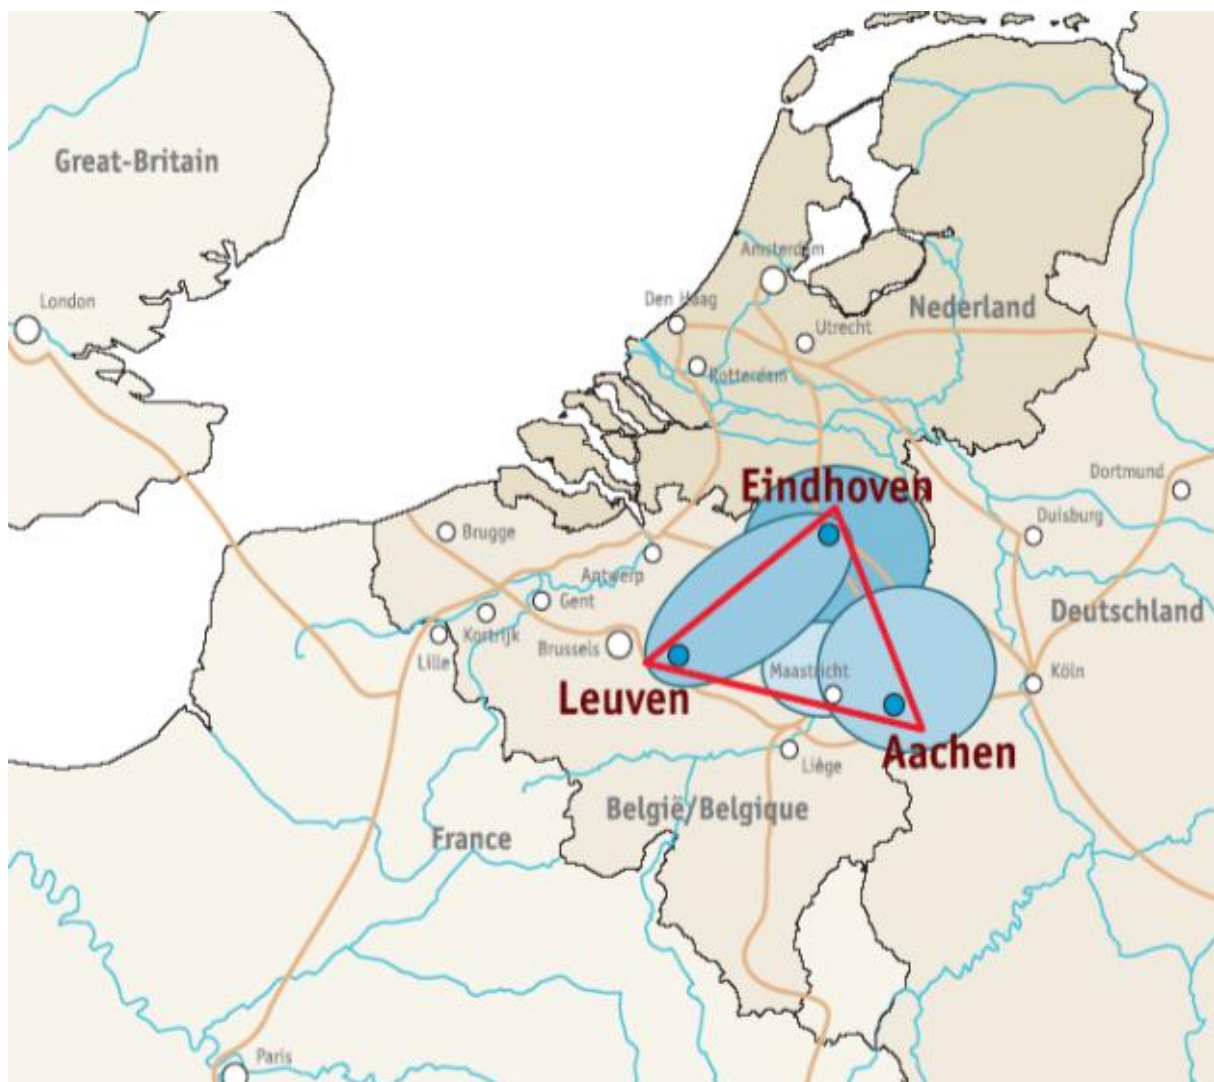 Great-Britain
Amsterdam
London
Den Haag
Nederland
Utrecht
Rotterdam
Dortmund
Eindhoven
Duisburg
Brugge
Antwerp
Gent
Deutschland
Kortrijk
Brussels
Lille
Maastricht
Köln
Leuven
Aachen
Liège
België/Belgique
France
Paris